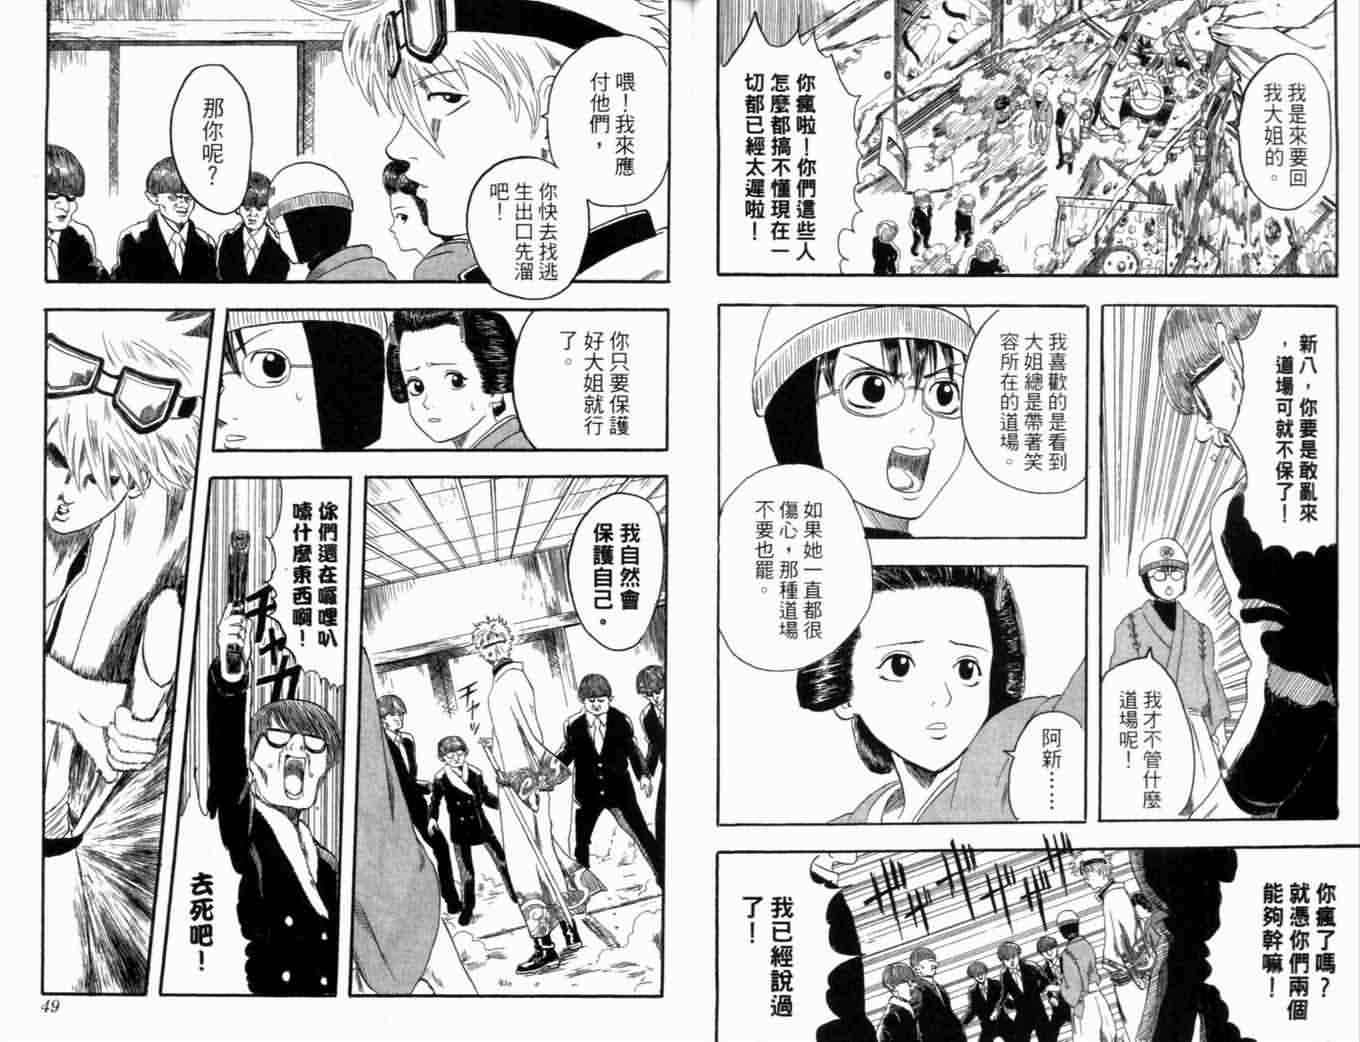 我是來要回
我大姐的。
你瘋啦！你們這些人
怎麼都搞不懂現在一
切都已經太遲啦！
新八，你要是敢亂來
，道場可就不保了！
我才不管什麼
道場呢！
我喜歡的是看到
大姐總是帶著笑
容所在的道場。
如果她一直都很
傷心，那種道場
不要也罷。
阿新……
你瘋了嗎？
就憑你們兩個
能夠幹嘛！
我已經說過
了！
喂！我來應
付他們，
你快去找逃
生出口先溜
吧！
那你呢？
你只要保護
好大姐就行
了。
我自然會
保護自己。
你們還在喔哩叭
嗦什麼東西啊！
チャカ
去死吧！
49